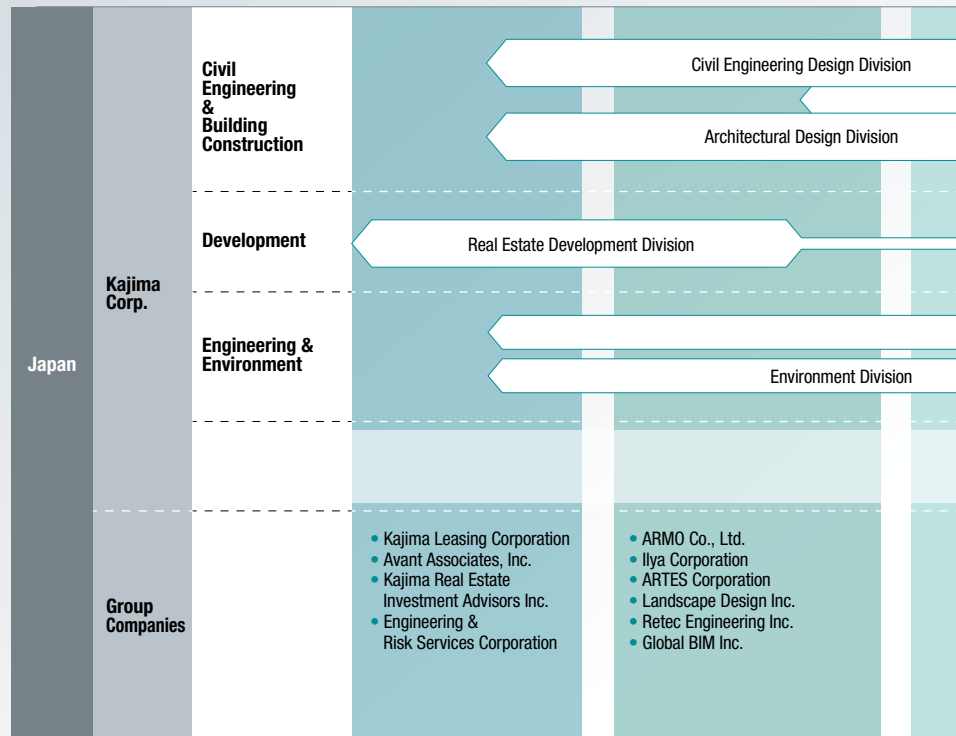 Japan
Kajima
Corp.
Civil
Engineering
&
Building
Construction
Civil Engineering Design Division
Architectural Design Division
Development
Real Estate Development Division
Engineering &
Environment
Environment Division
Group
Companies
• Kajima Leasing Corporation
• Avant Associates, Inc.
• Kajima Real Estate
Investment Advisors Inc.
• Engineering &
Risk Services Corporation
• ARMO Co., Ltd.
• Ilya Corporation
• ARTES Corporation
• Landscape Design Inc.
• Retec Engineering Inc.
• Global BIM Inc.